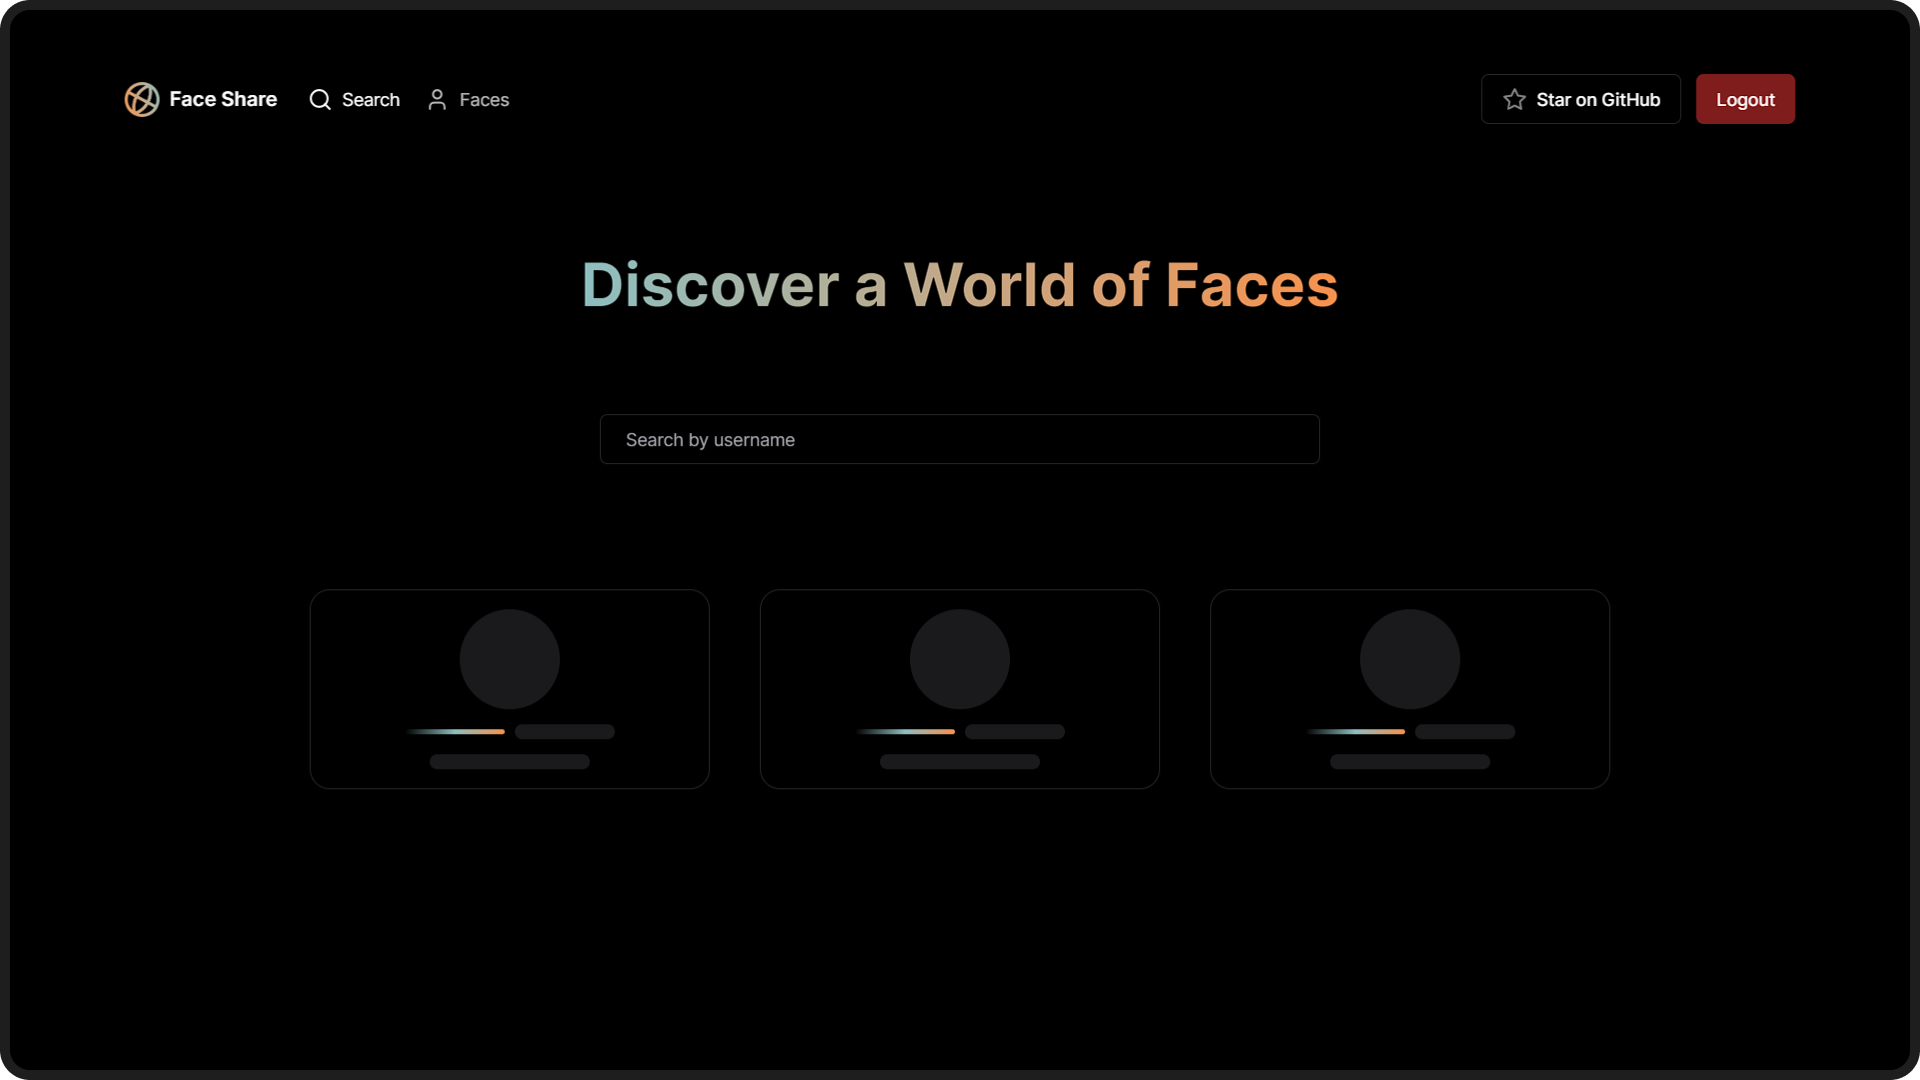 Face Share
Search
Faces
Star on GitHub
Logout
Discover a World of Faces
Search by username